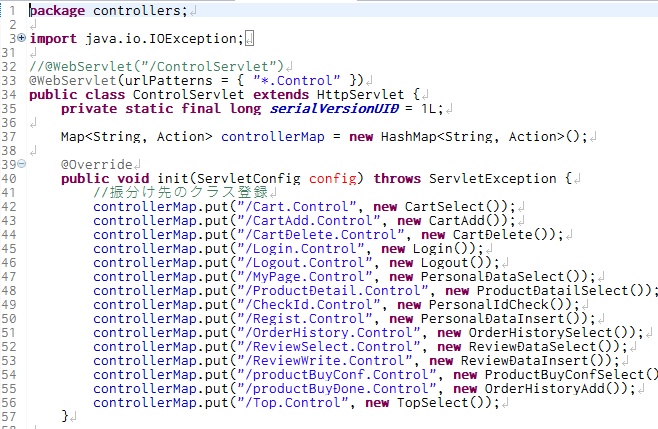 1 package controllers;
2
3 import java.io.IOException;
31
32 //@WebServlet("/ControlServlet")
33 @WebServlet(urlPatterns = { "*.Control" })
34 public class ControlServlet extends HttpServlet {
35 private static final long serialVersionUID = 1L;
36
37 Map<String, Action> controllerMap = new HashMap<String, Action>();
38
39 @Override
40 public void init(ServletConfig config) throws ServletException {
41 //振分け先のクラス登録
42 controllerMap.put("/Cart.Control", new CartSelect());
43 controllerMap.put("/CartAdd.Control", new CartAdd());
44 controllerMap.put("/CartDelete.Control", new CartDelete());
45 controllerMap.put("/Login.Control", new Login());
46 controllerMap.put("/Logout.Control", new Logout());
47 controllerMap.put("/MyPage.Control", new PersonalDataSelect());
48 controllerMap.put("/ProductDetail.Control", new ProductDatailSelect());
49 controllerMap.put("/CheckId.Control", new PersonalIdCheck());
50 controllerMap.put("/Regist.Control", new PersonalDataInsert());
51 controllerMap.put("/OrderHistory.Control", new OrderHistorySelect());
52 controllerMap.put("/ReviewSelect.Control", new ReviewDataSelect());
53 controllerMap.put("/ReviewWrite.Control", new ReviewDataInsert());
54 controllerMap.put("/productBuyConf.Control", new ProductBuyConfSelect()
55 controllerMap.put("/productBuyDone.Control", new OrderHistoryAdd());
56 controllerMap.put("/Top.Control", new TopSelect());
57 }